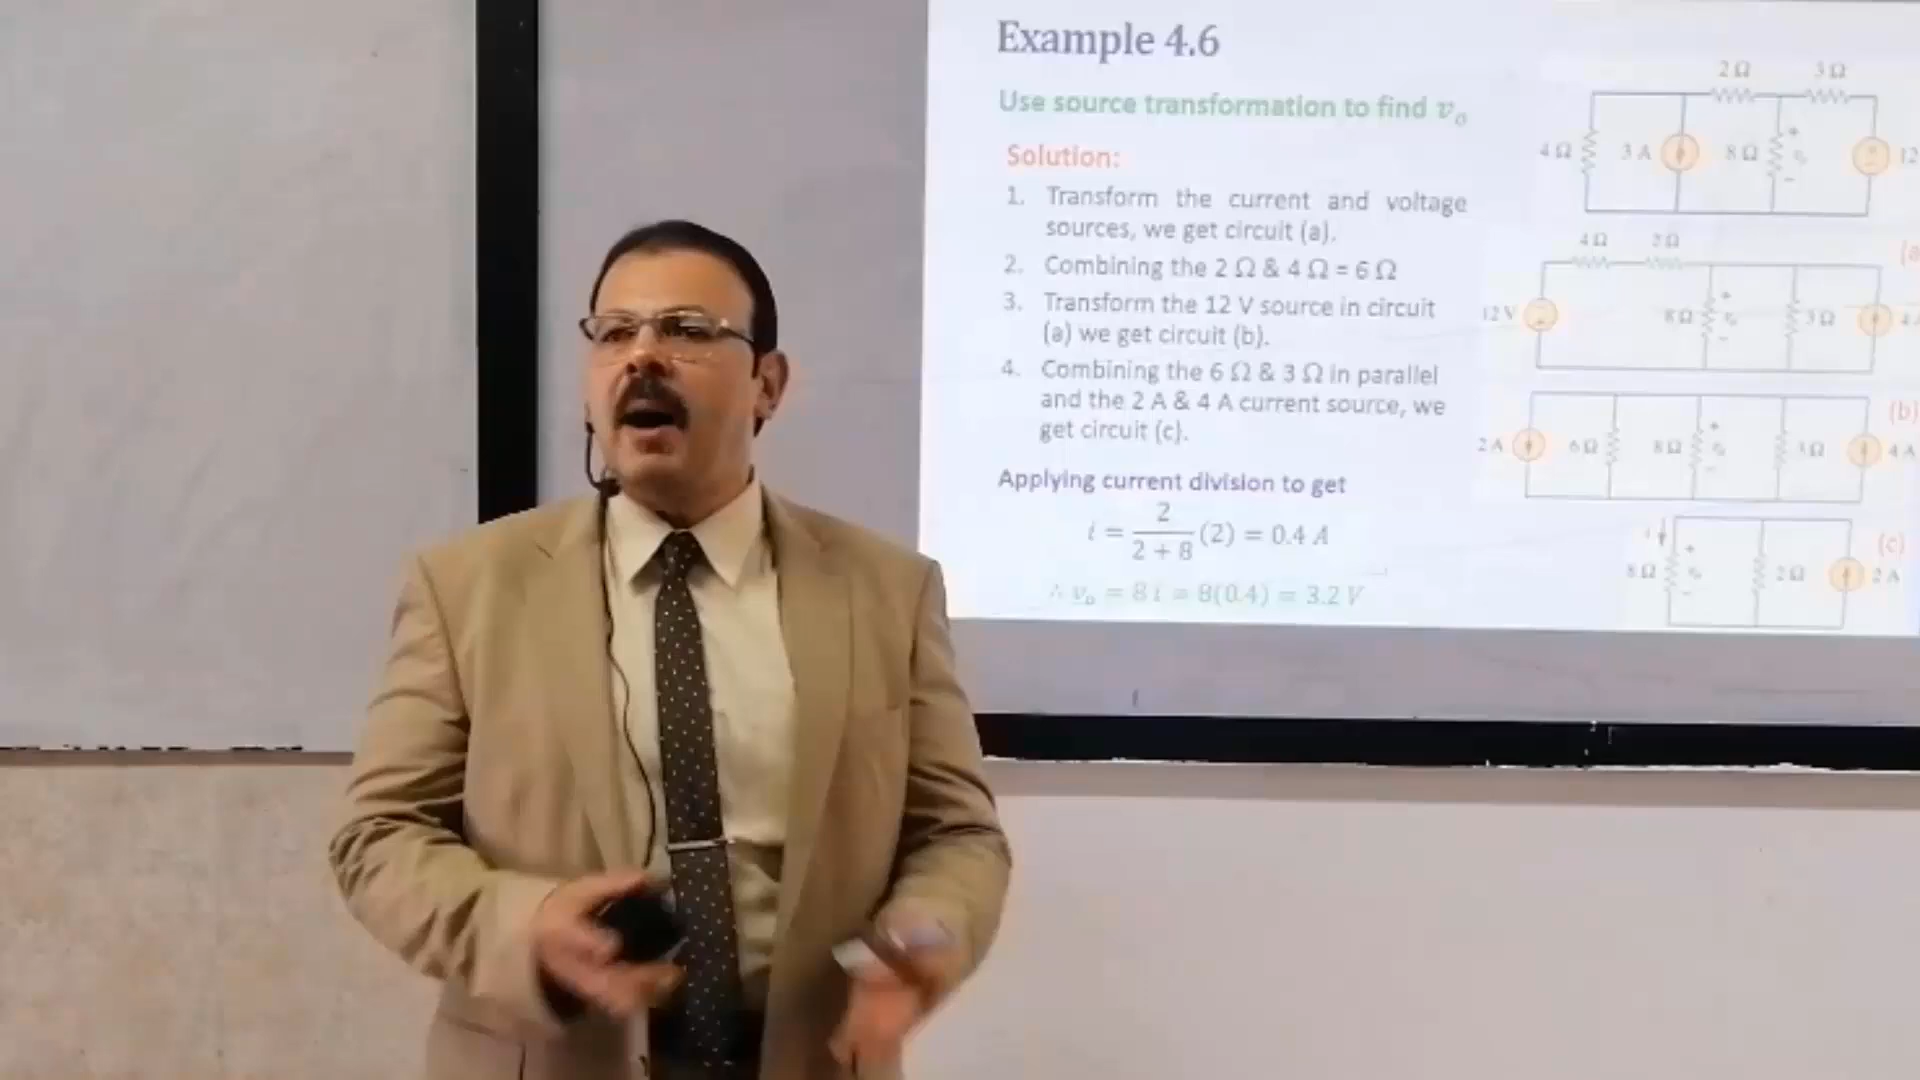 Example 4.6
Use source transformation to find vₒ
Solution:
1. Transform the current and voltage
sources, we get circuit (a).
2. Combining the 2 Ω & 4 Ω = 6 Ω
3. Transform the 12 V source in circuit
(a) we get circuit (b).
4. Combining the 6 Ω & 3 Ω in parallel
and the 2 A & 4 A current source, we
get circuit (c).
Applying current division to get
i = 2/(2 + 8) (2) = 0.4 A
∴ vₒ = 8 i = 8(0.4) = 3.2 V
2 Ω 3 Ω
4 Ω 3 A 8 Ω + − 12
4 Ω 2 Ω
(a
12 V 8 Ω + − 3 Ω
(b)
2 A 6 Ω 8 Ω + − 3 Ω 4 A
(c)
8 Ω + − 2 Ω 2 A